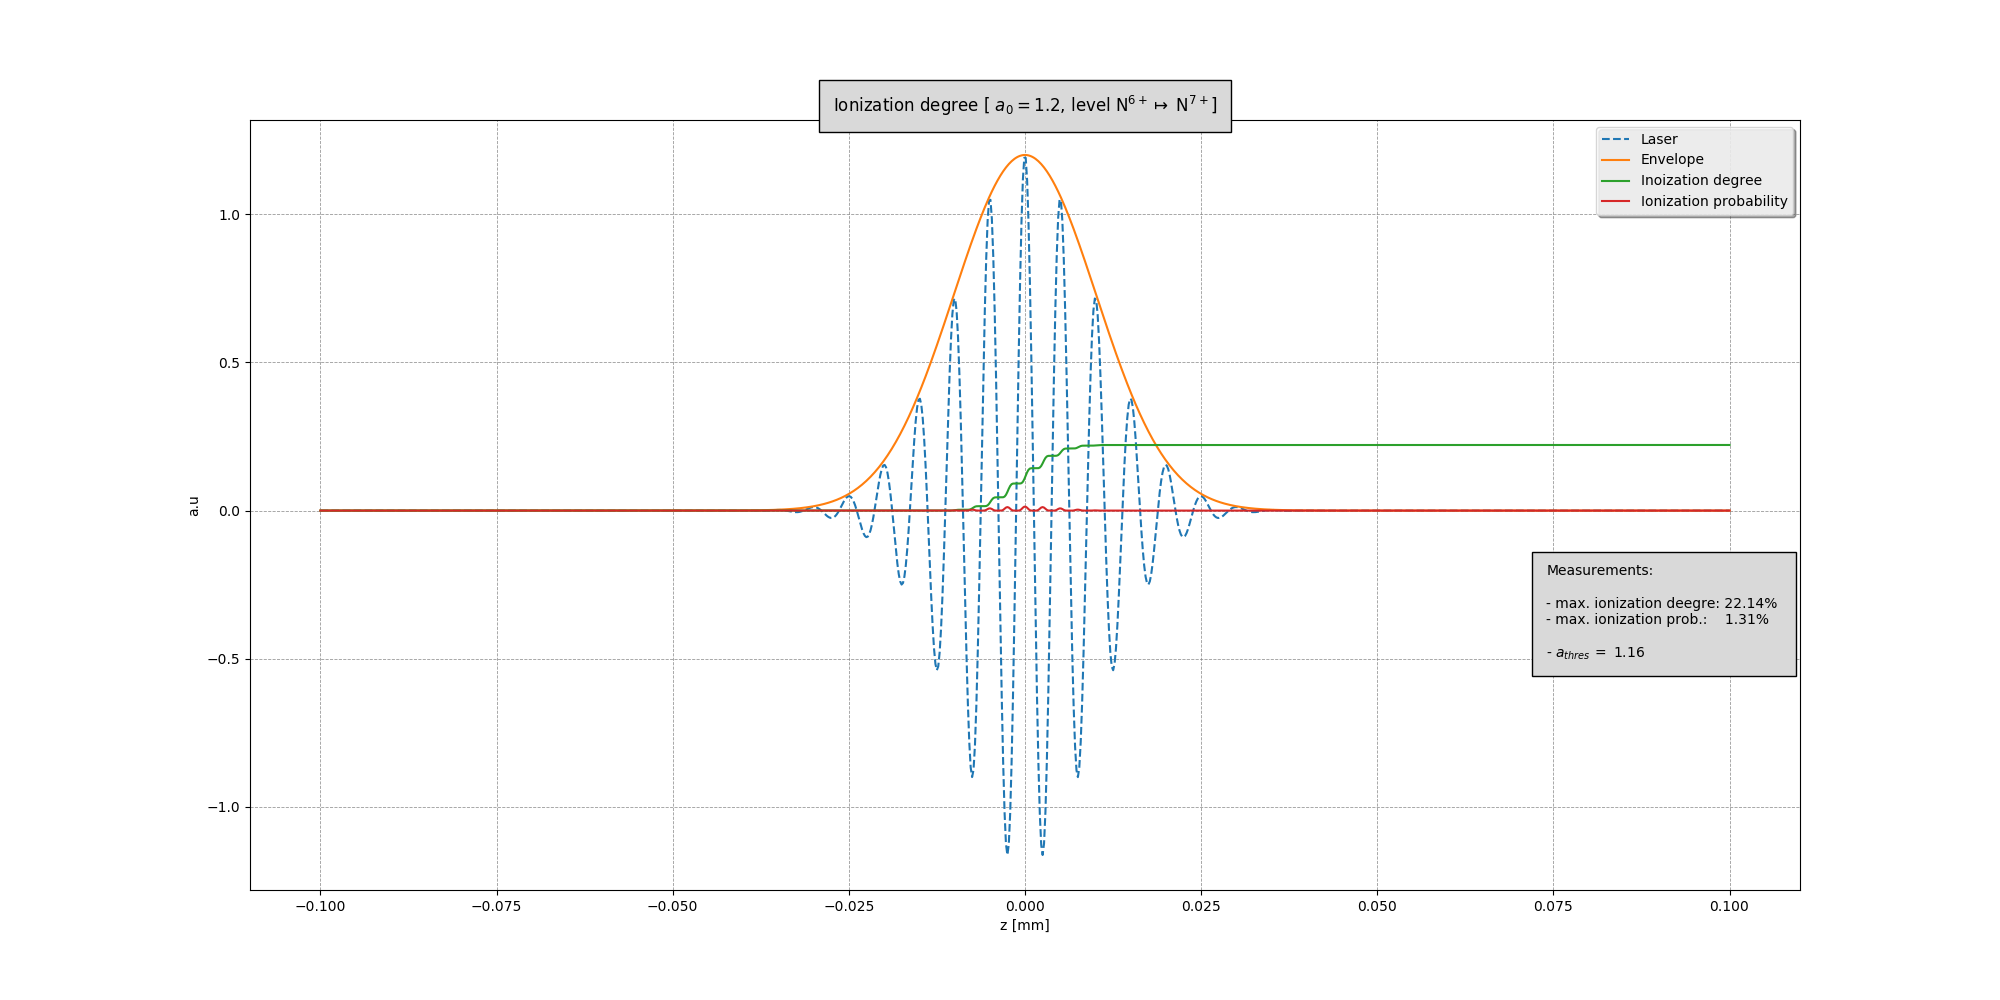 Ionization degree [ a₀ = 1.2, level N⁶⁺ ↦ N⁷⁺]
Laser
Envelope
Inoization degree
Ionization probability
1.0
0.5
0.0
−0.5
−1.0
a.u
Measurements:
- max. ionization deegre: 22.14%
- max. ionization prob.: 1.31%
- a_thres = 1.16
−0.100 −0.075 −0.050 −0.025 0.000 0.025 0.050 0.075 0.100
z [mm]